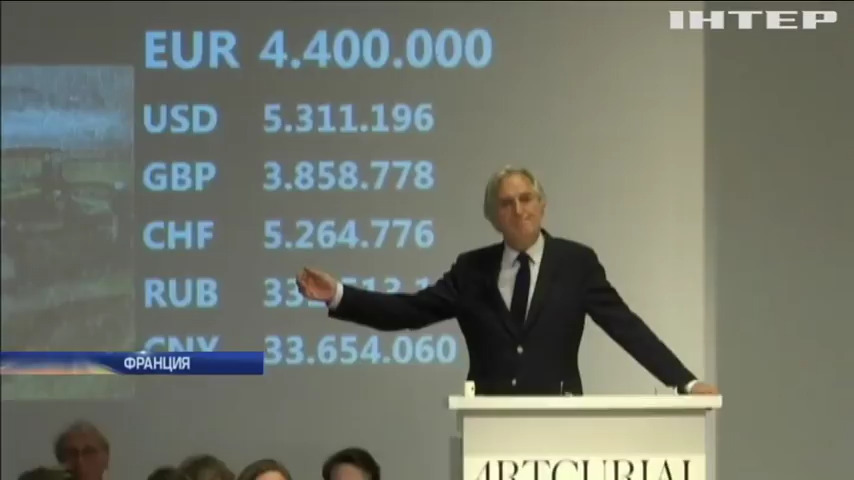 ІНТЕР
EUR 4.400.000
USD 5.311.196
GBP 3.858.778
CHF 5.264.776
RUB
CNY 33.654.060
ФРАНЦИЯ
ARTCURIAL